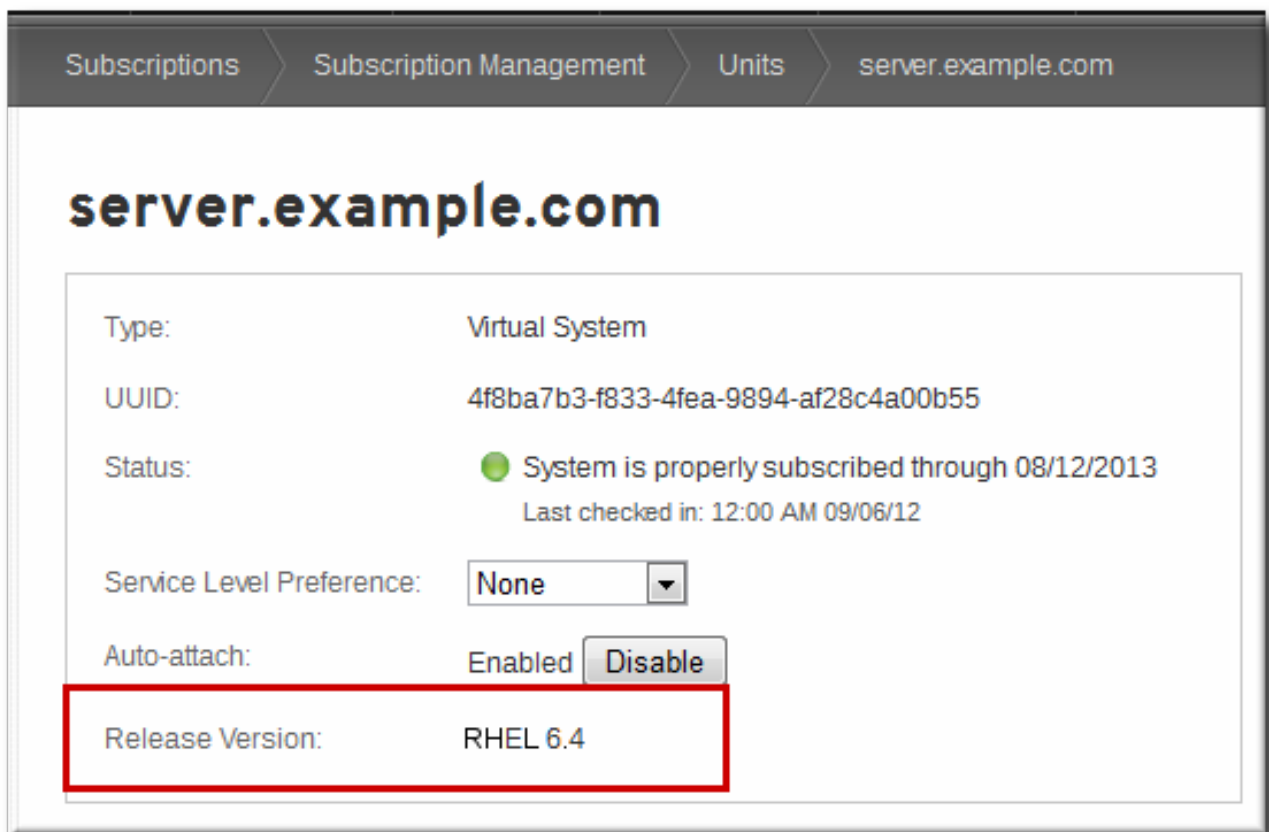 Subscriptions Subscription Management Units server.example.com
server.example.com
Type: Virtual System
UUID: 4f8ba7b3-f833-4fea-9894-af28c4a00b55
Status: System is properly subscribed through 08/12/2013
Last checked in: 12:00 AM 09/06/12
Service Level Preference: None
Auto-attach: Enabled Disable
Release Version: RHEL 6.4